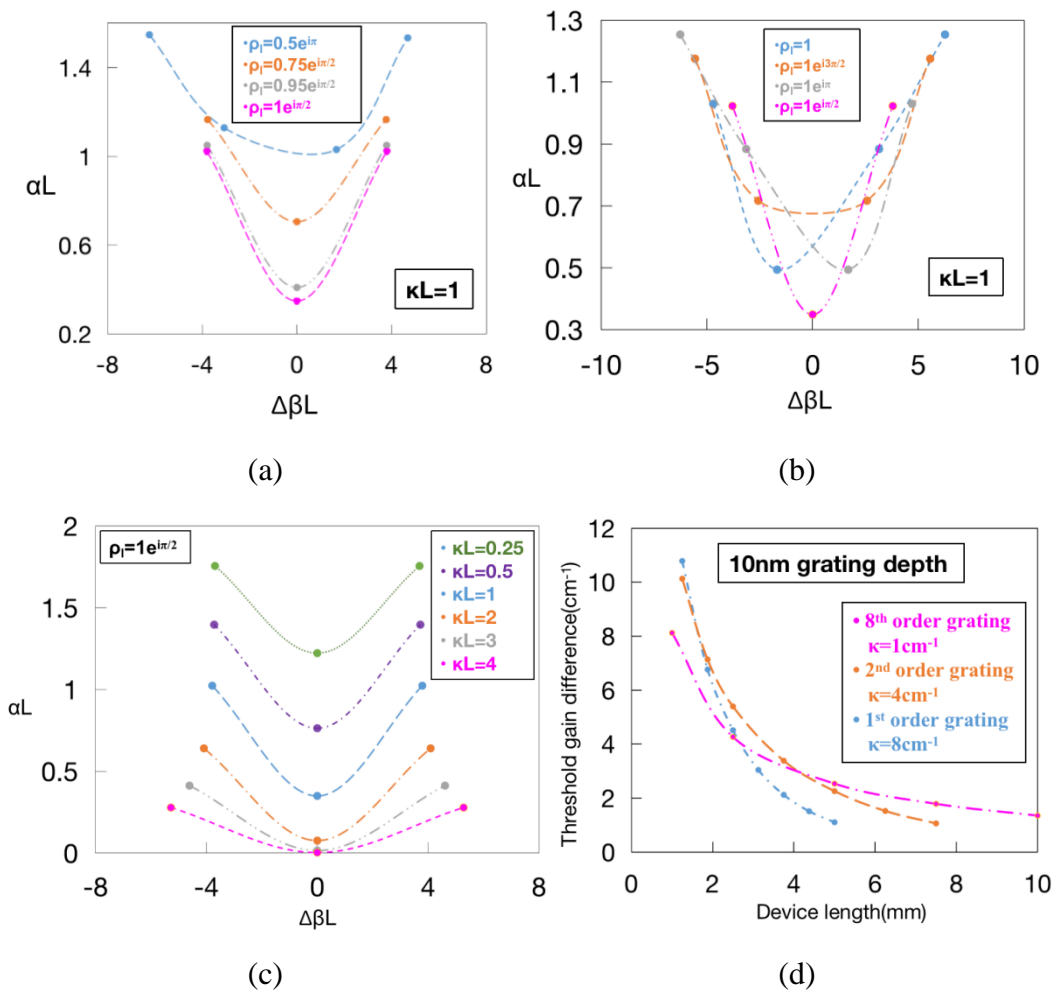 1.4
1
0.6
0.2
αL
-8
-4
0
4
8
ΔβL
•ρₗ=0.5e^{iπ}
•ρₗ=0.75e^{iπ/2}
•ρₗ=0.95e^{iπ/2}
•ρₗ=1e^{iπ/2}
κL=1
(a)
1.3
1.1
0.9
0.7
0.5
0.3
αL
-10
-5
0
5
10
ΔβL
•ρₗ=1
•ρₗ=1e^{i3π/2}
•ρₗ=1e^{iπ}
•ρₗ=1e^{iπ/2}
κL=1
(b)
2
1.5
1
0.5
0
αL
-8
-4
0
4
8
ΔβL
ρₗ=1e^{iπ/2}
• κL=0.25
• κL=0.5
• κL=1
• κL=2
• κL=3
• κL=4
(c)
12
10
8
6
4
2
0
Threshold gain difference(cm⁻¹)
0
2
4
6
8
10
Device length(mm)
10nm grating depth
• 8ᵗʰ order grating
κ=1cm⁻¹
• 2ⁿᵈ order grating
κ=4cm⁻¹
• 1ˢᵗ order grating
κ=8cm⁻¹
(d)